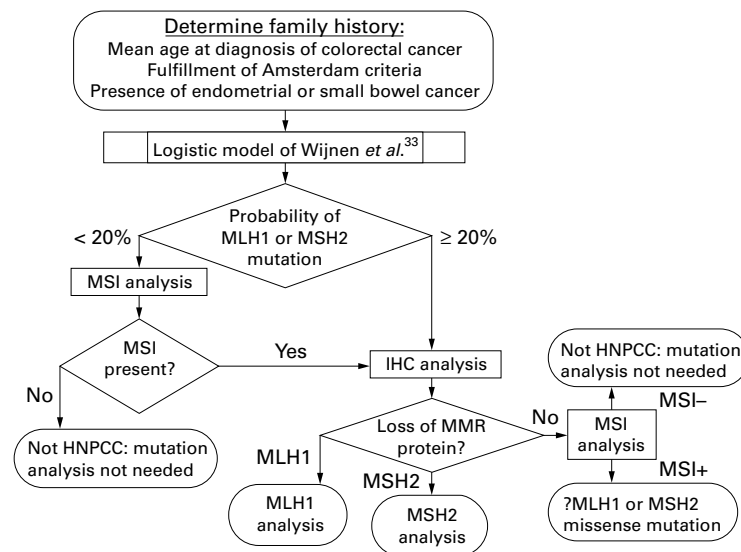 Determine family history:
Mean age at diagnosis of colorectal cancer
Fulfillment of Amsterdam criteria
Presence of endometrial or small bowel cancer
Logistic model of Wijnen et al.33
Probability of
MLH1 or MSH2
mutation
< 20%
≥ 20%
MSI analysis
MSI
present?
Yes
No
Not HNPCC: mutation
analysis not needed
IHC analysis
Loss of MMR
protein?
MLH1
MLH1
analysis
MSH2
MSH2
analysis
No
MSI
analysis
MSI–
Not HNPCC: mutation
analysis not needed
MSI+
?MLH1 or MSH2
missense mutation